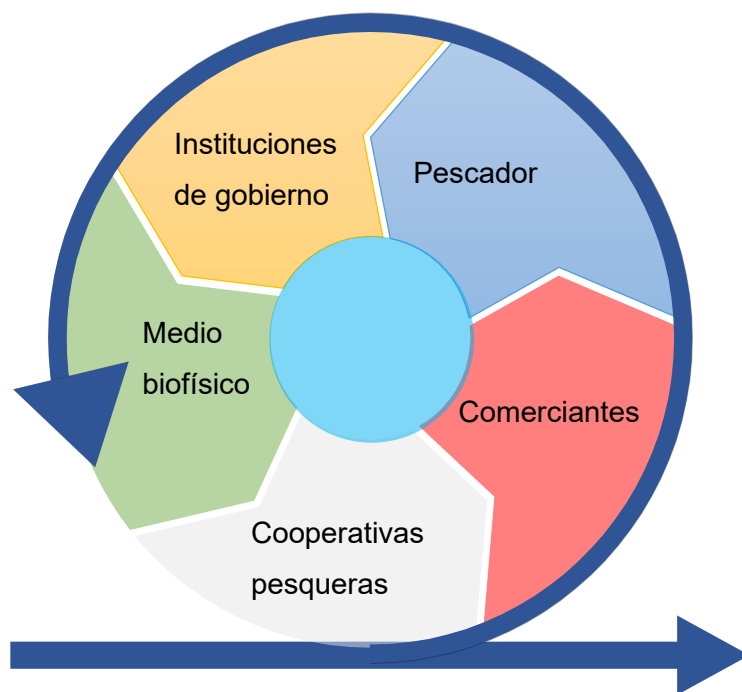 Instituciones
de gobierno
Pescador
Medio
biofísico
Comerciantes
Cooperativas
pesqueras